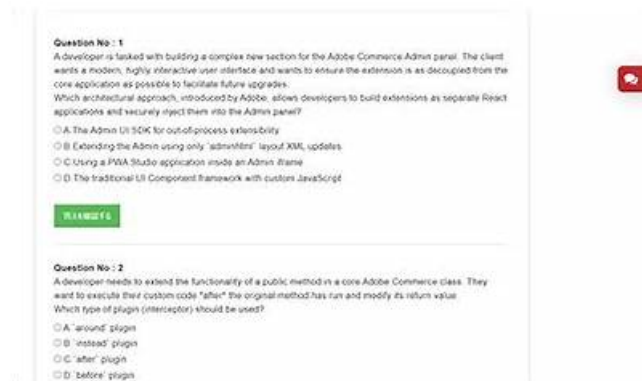 Question No : 1
A developer is tasked with building a complex new section for the Adobe Commerce Admin panel. The client
wants a modern, highly interactive user interface and wants to ensure the extension is as decoupled from the
core application as possible to facilitate future upgrades.
Which architectural approach, introduced by Adobe, allows developers to build extensions as separate React
applications and securely inject them into the Admin panel?
A. The Admin UI SDK for out-of-process extensibility
B. Extending the Admin using only `adminhtml` layout XML updates
C. Using a PWA Studio application inside an Admin iframe
D. The traditional UI Component framework with custom JavaScript
Question No : 2
A developer needs to extend the functionality of a public method in a core Adobe Commerce class. They
want to execute their custom code *after* the original method has run and modify its return value.
Which type of plugin (interceptor) should be used?
A. `around` plugin
B. `instead` plugin
C. `after` plugin
D. `before` plugin